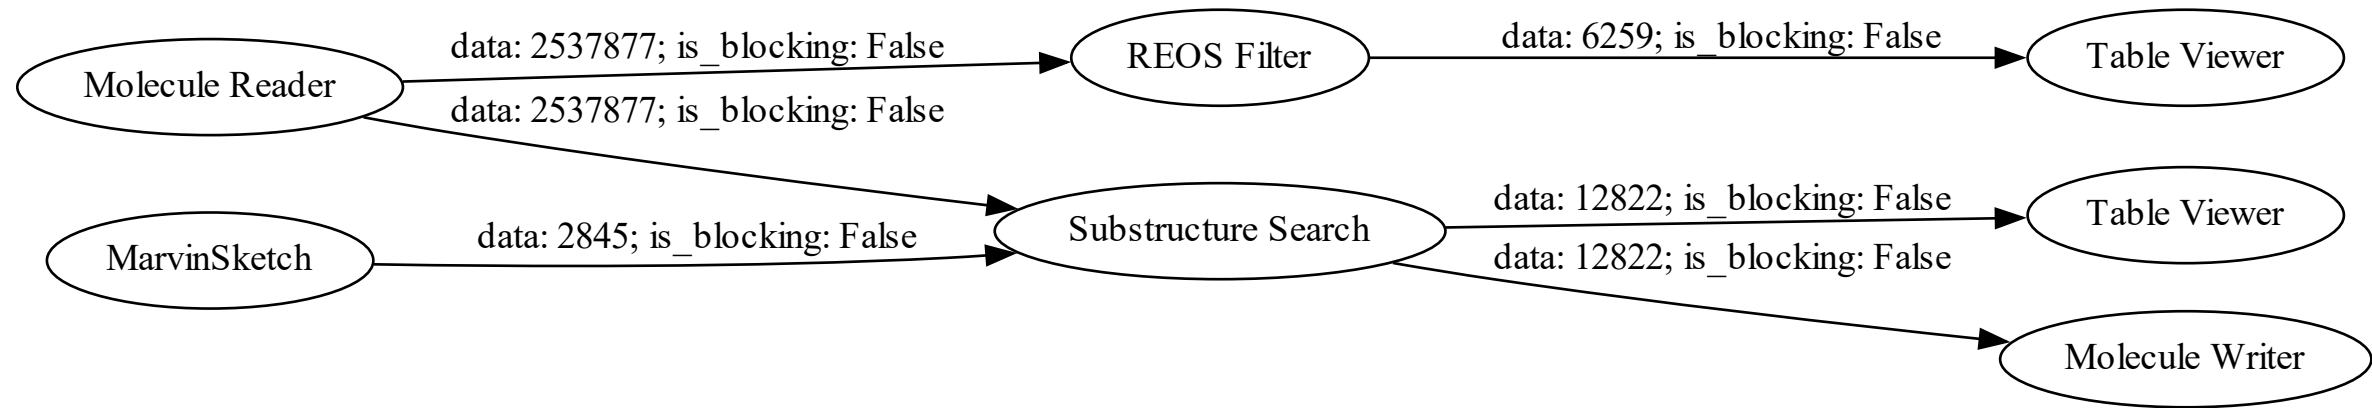 data: 2537877; is_blocking: False
data: 6259; is_blocking: False
Molecule Reader
REOS Filter
Table Viewer
data: 2537877; is_blocking: False
data: 12822; is_blocking: False
Table Viewer
MarvinSketch
data: 2845; is_blocking: False
Substructure Search
data: 12822; is_blocking: False
Molecule Writer